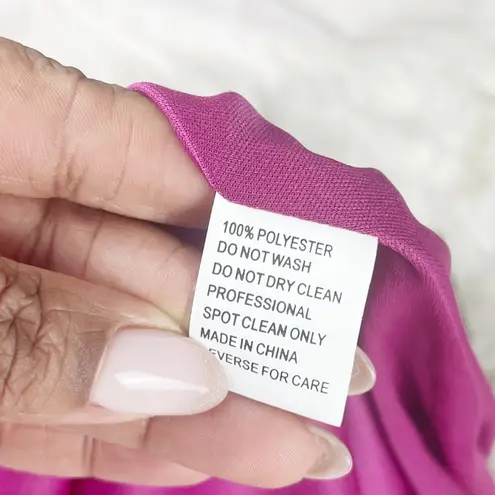 100% POLYESTER
DO NOT WASH
DO NOT DRY CLEAN
PROFESSIONAL
SPOT CLEAN ONLY
MADE IN CHINA
EVERSE FOR CARE